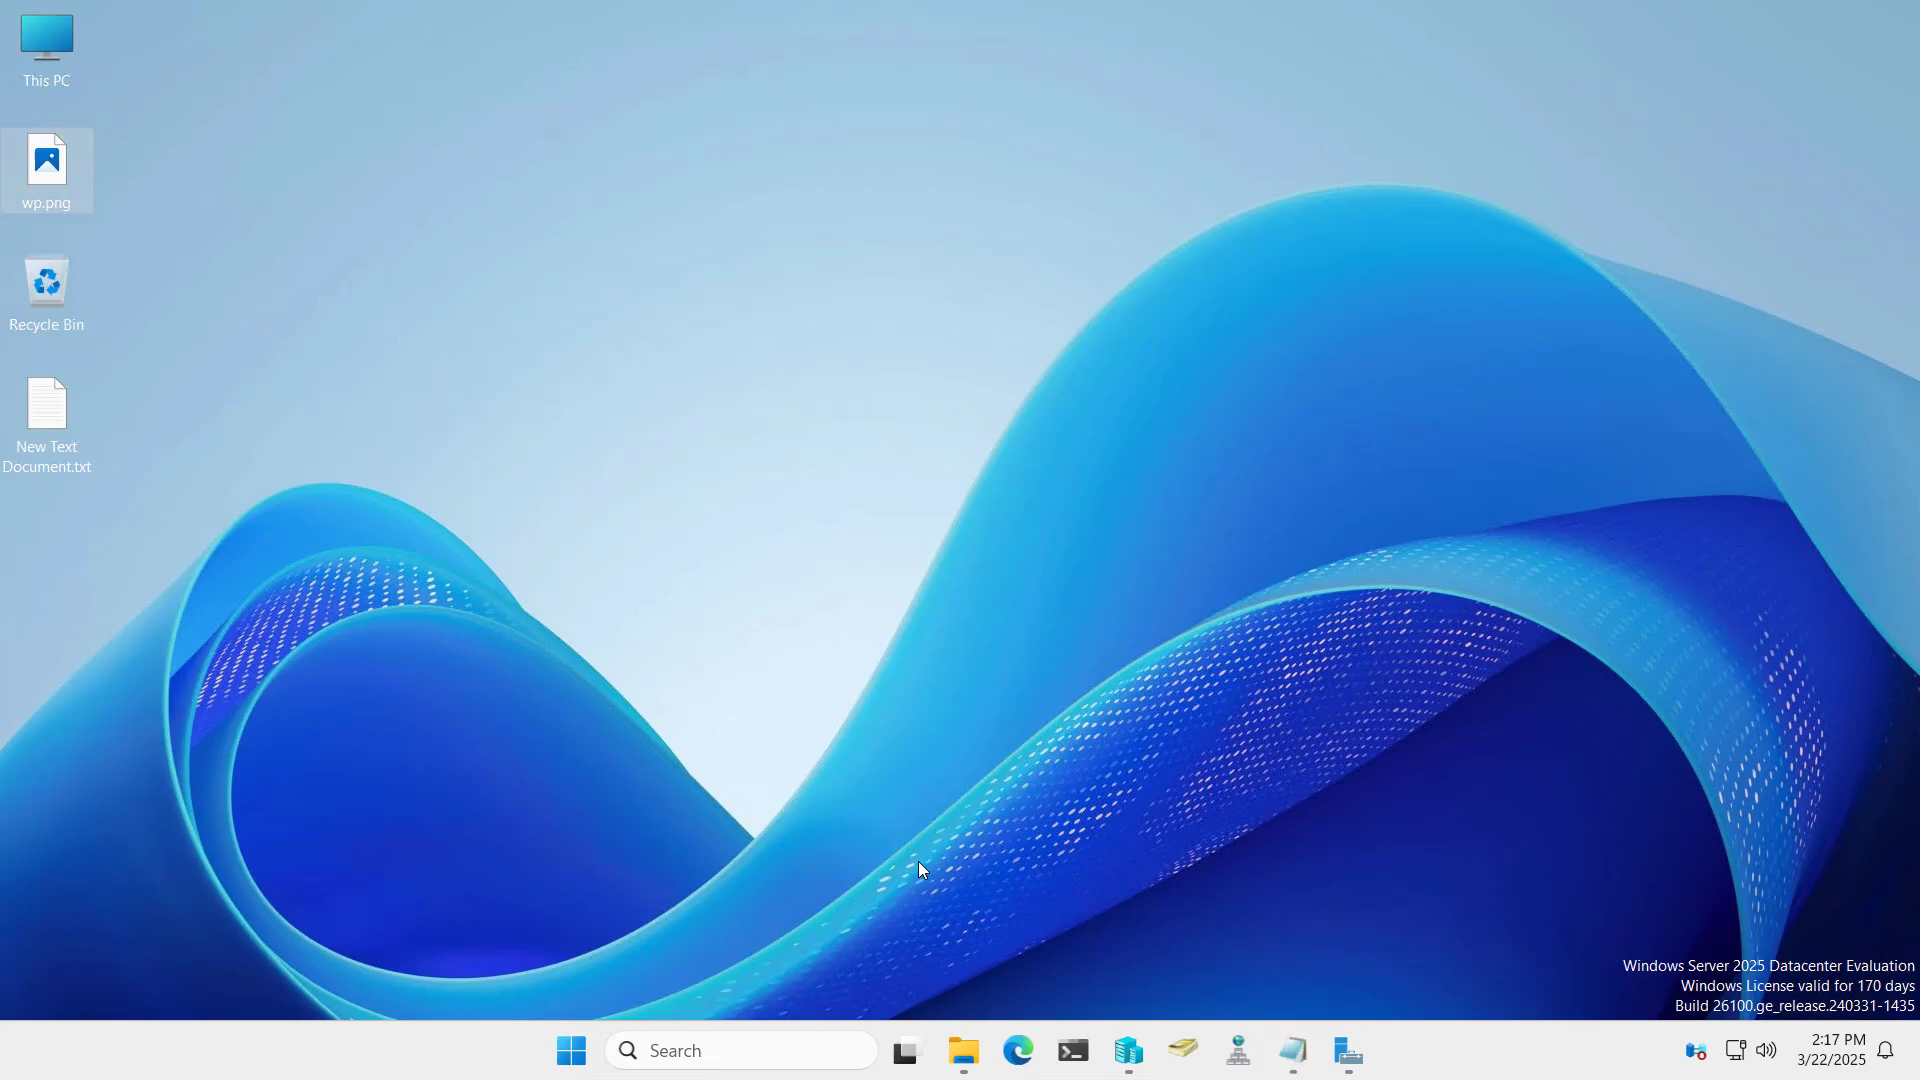 This PC
wp.png
Recycle Bin
New Text
Document.txt
Windows Server 2025 Datacenter Evaluation
Windows License valid for 170 days
Build 26100.ge_release.240331-1435
Search
2:17 PM
3/22/2025